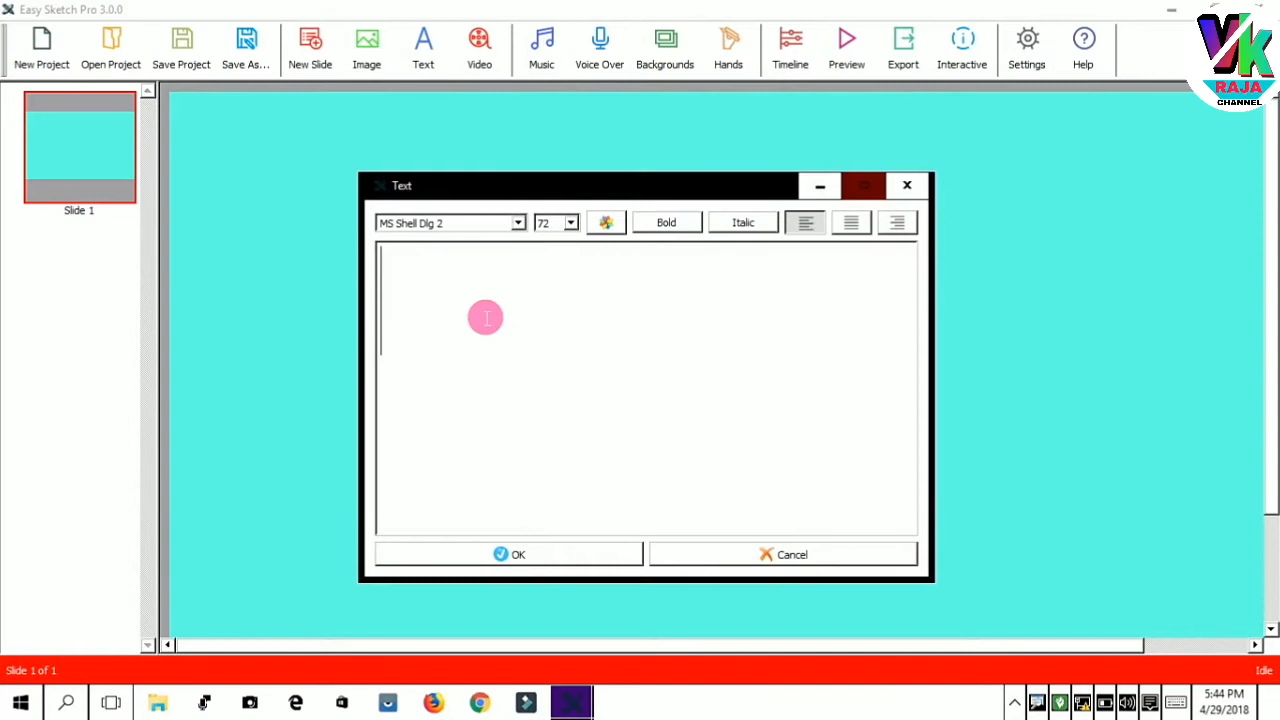 Easy Sketch Pro 3.0.0
New Project Open Project Save Project Save As... New Slide Image Text Video Music Voice Over Backgrounds Hands Timeline Preview Export Interactive Settings Help
VK
RAJA
CHANNEL
Slide 1
Text
MS Shell Dlg 2 72 Bold Italic
OK Cancel
Slide 1 of 1 Idle
5:44 PM
4/29/2018